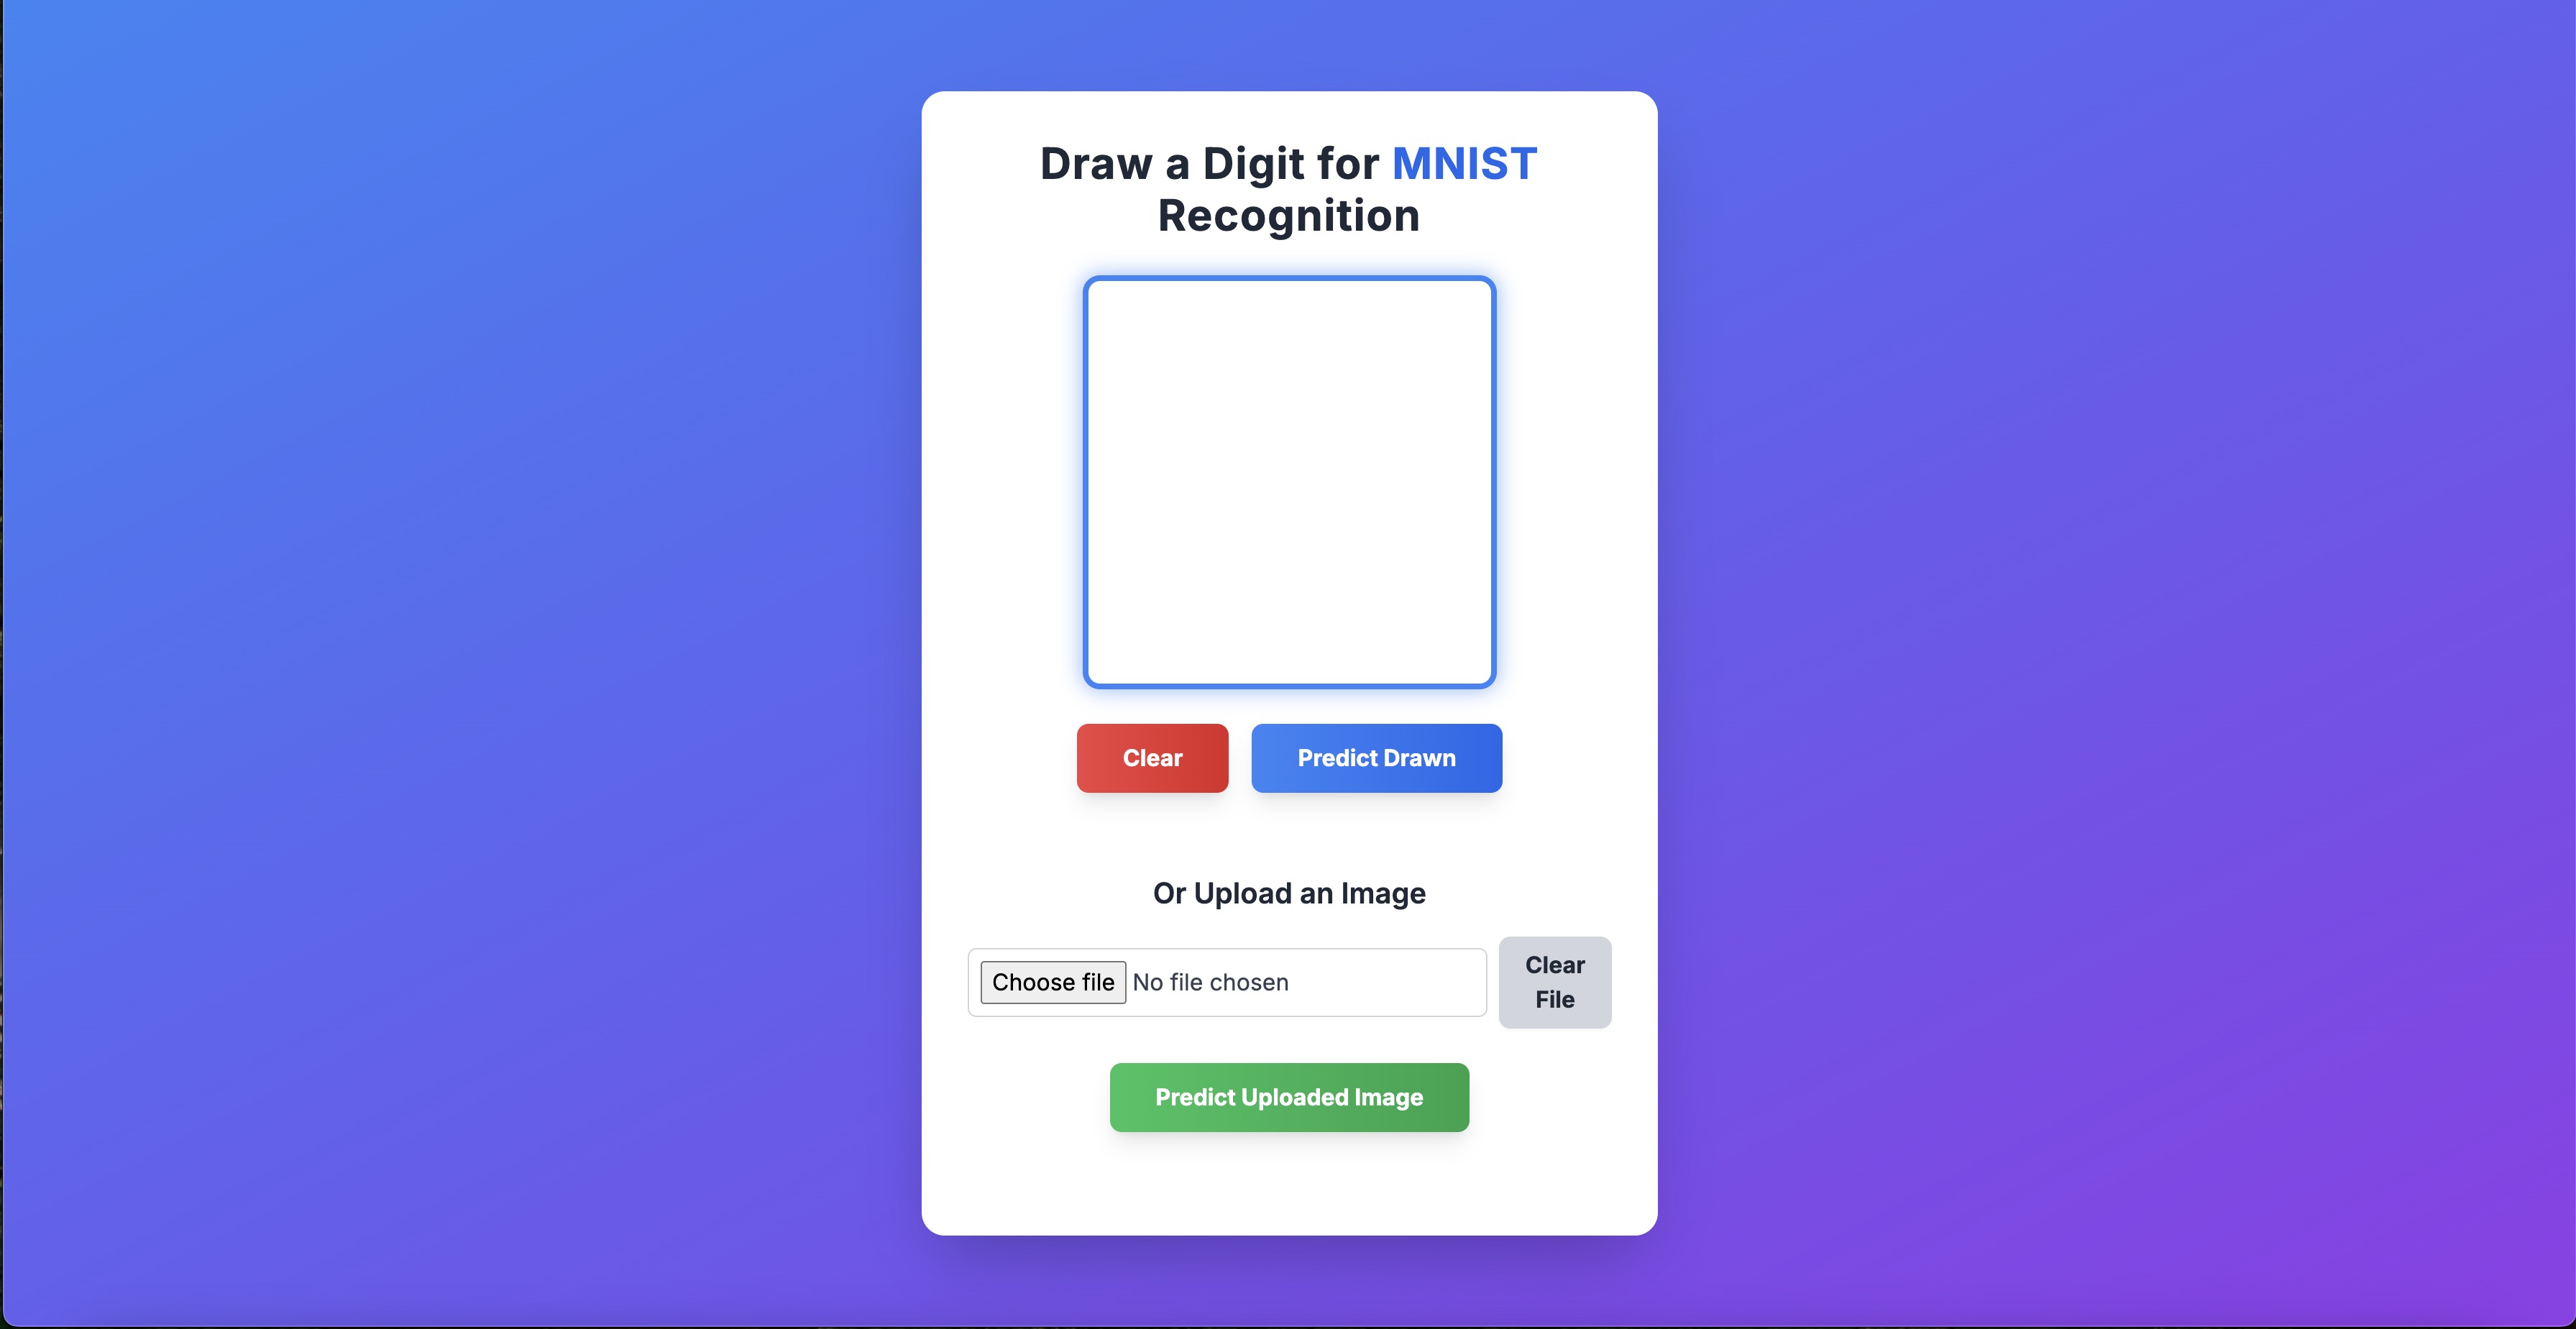 Draw a Digit for MNIST
Recognition
Clear
Predict Drawn
Or Upload an Image
Choose file No file chosen
Clear
File
Predict Uploaded Image